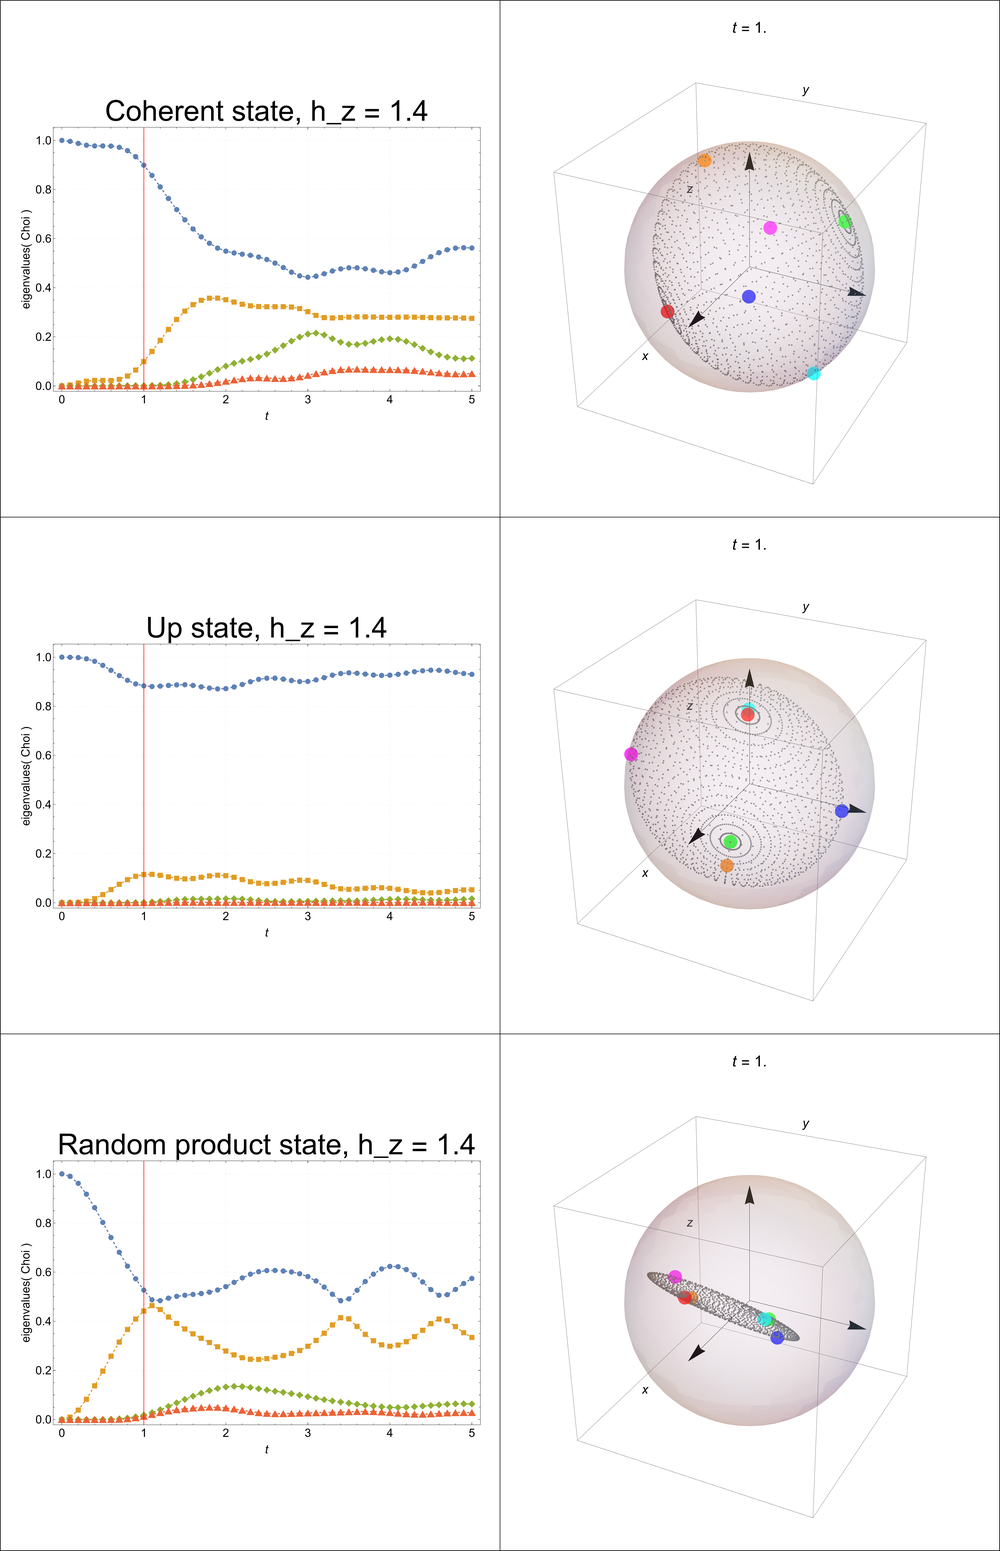 Coherent state, h_z = 1.4
eigenvalues( Choi )
1.0
0.8
0.6
0.4
0.2
0.0
0 1 2 3 4 5
t
t = 1.
y
z
x
Up state, h_z = 1.4
eigenvalues( Choi )
1.0
0.8
0.6
0.4
0.2
0.0
0 1 2 3 4 5
t
t = 1.
y
z
x
Random product state, h_z = 1.4
eigenvalues( Choi )
1.0
0.8
0.6
0.4
0.2
0.0
0 1 2 3 4 5
t
t = 1.
y
z
x